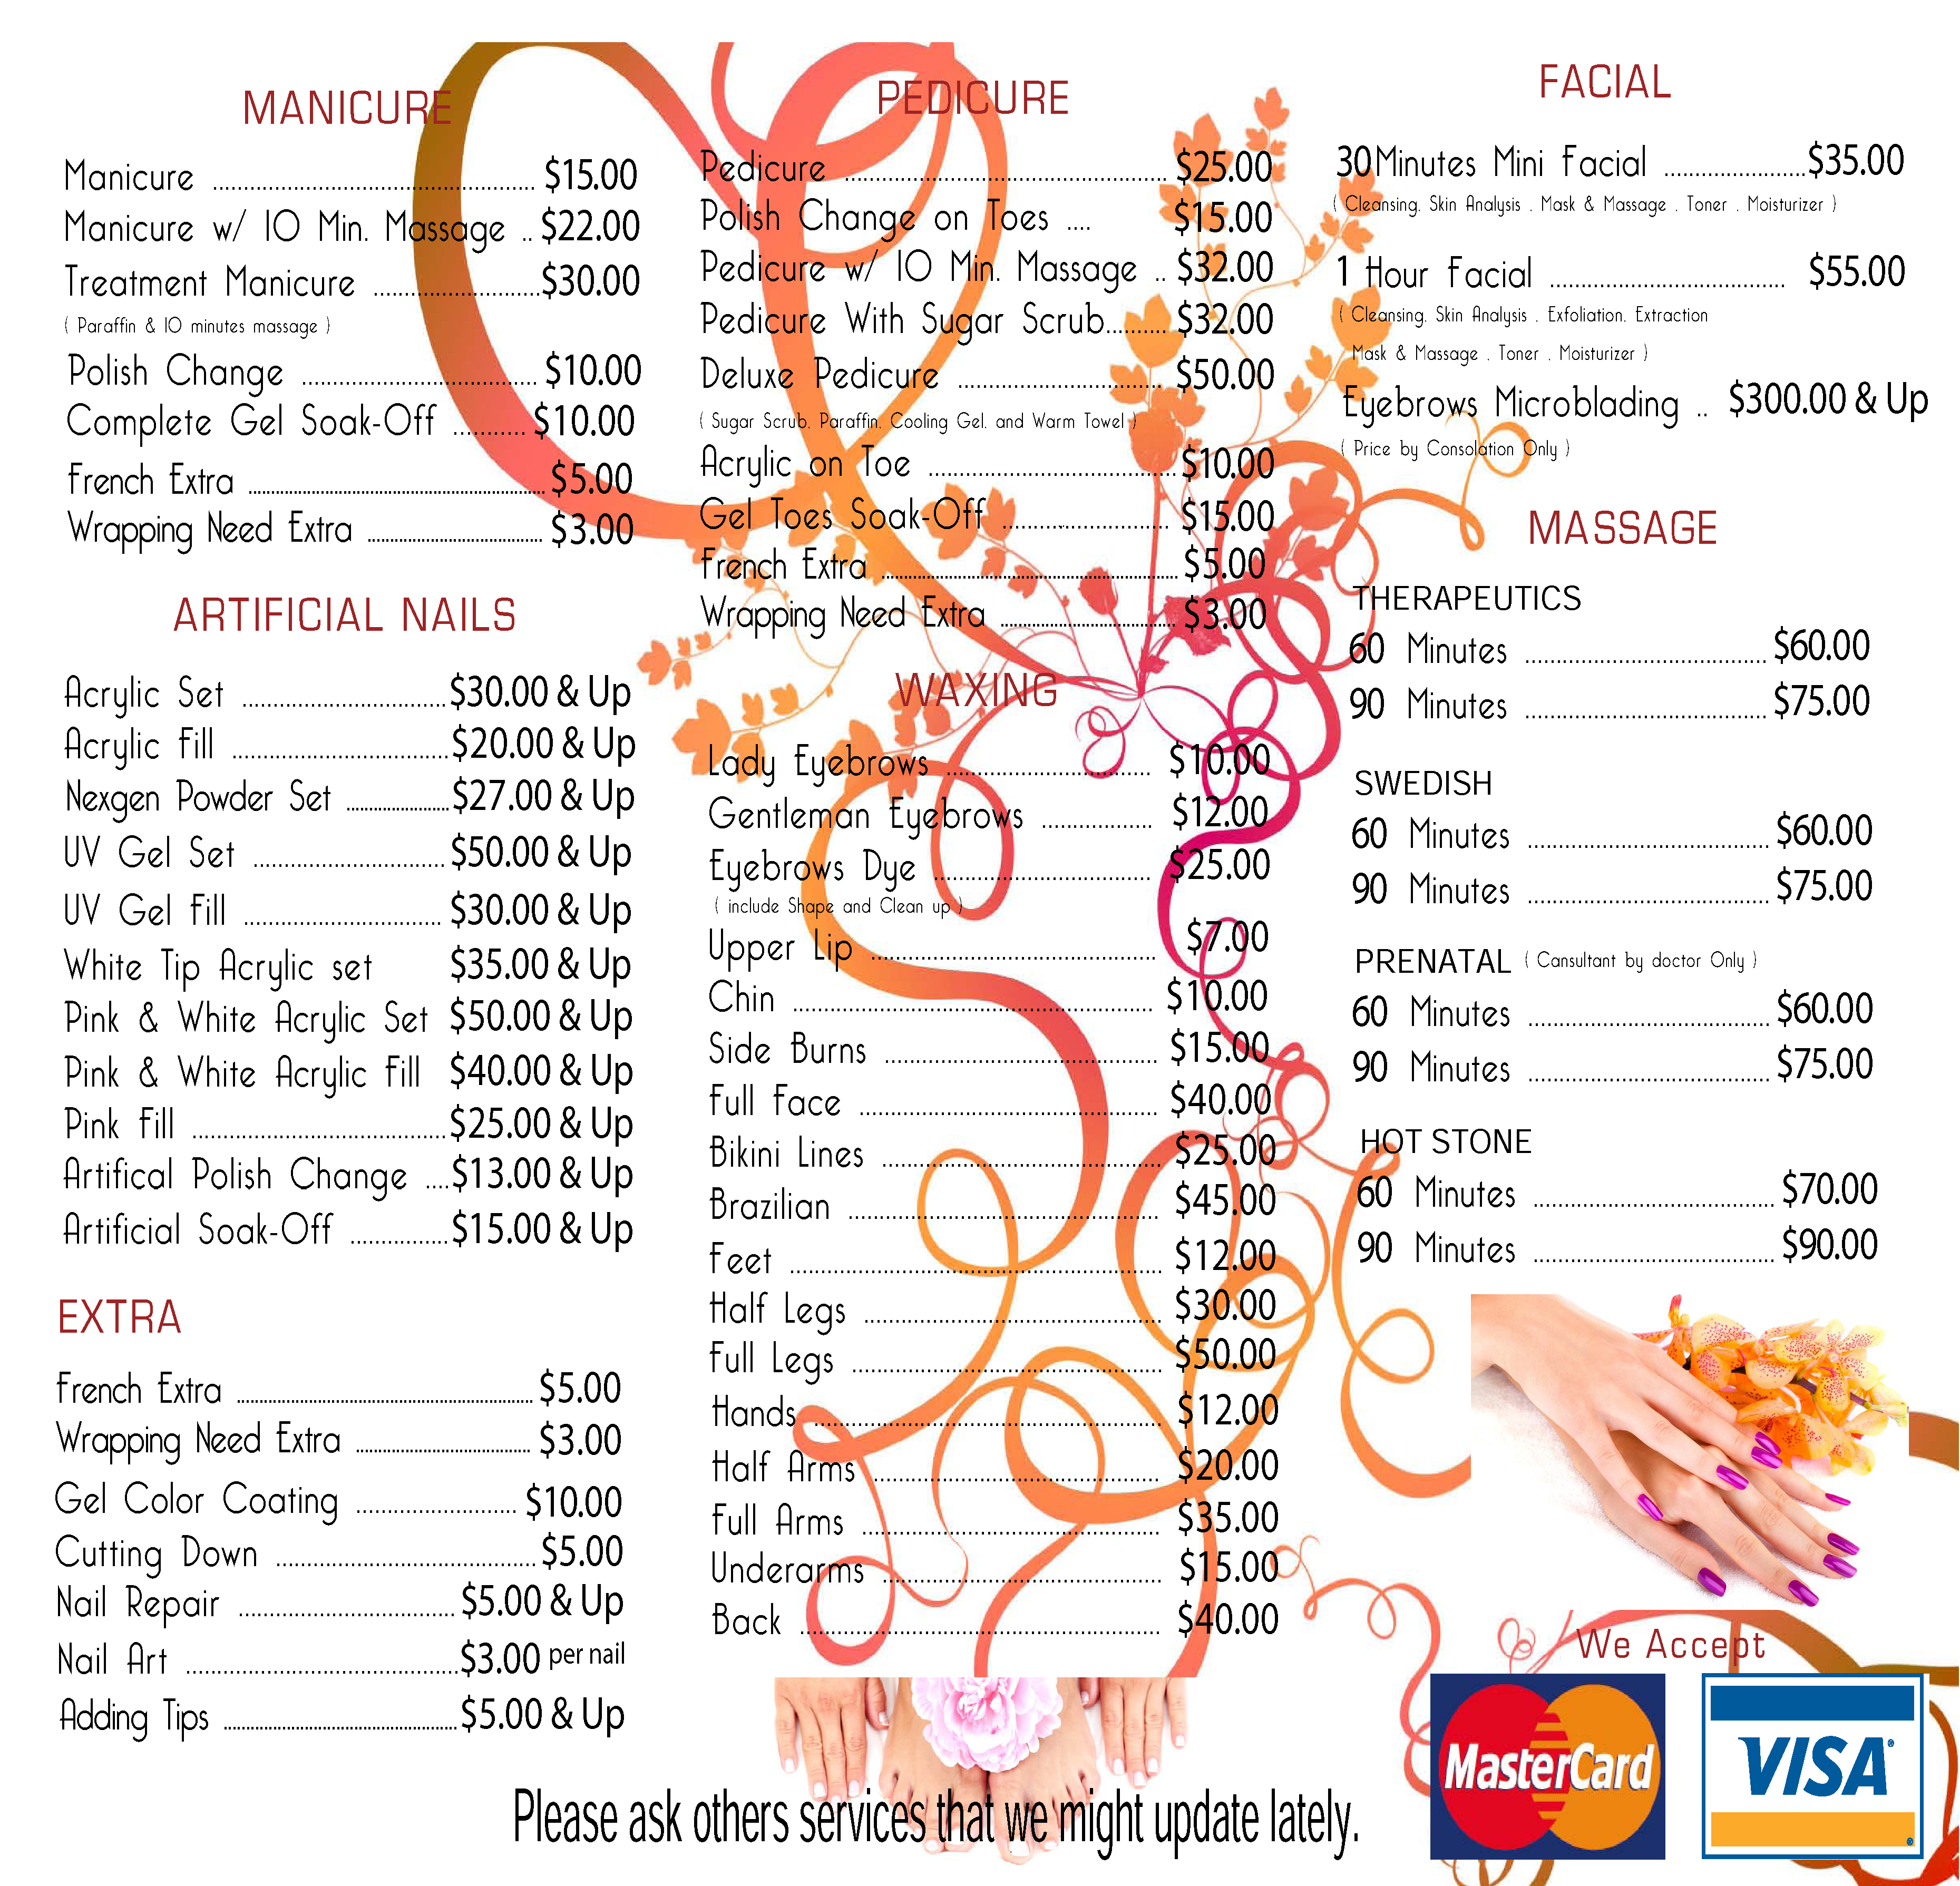 MANICURE
Manicure ........ $15.00
Manicure w/ 10 Min. Massage .. $22.00
Treatment Manicure ........ $30.00
( Paraffin & 10 minutes massage )
Polish Change ........ $10.00
Complete Gel Soak-Off ........ $10.00
French Extra ........ $5.00
Wrapping Need Extra ........ $3.00
ARTIFICIAL NAILS
Acrylic Set ........ $30.00 & Up
Acrylic Fill ........ $20.00 & Up
Nexgen Powder Set ........ $27.00 & Up
UV Gel Set ........ $50.00 & Up
UV Gel Fill ........ $30.00 & Up
White Tip Acrylic set $35.00 & Up
Pink & White Acrylic Set $50.00 & Up
Pink & White Acrylic Fill $40.00 & Up
Pink Fill ........ $25.00 & Up
Artifical Polish Change .... $13.00 & Up
Artificial Soak-Off ........ $15.00 & Up
EXTRA
French Extra ........ $5.00
Wrapping Need Extra ........ $3.00
Gel Color Coating ........ $10.00
Cutting Down ........ $5.00
Nail Repair ........ $5.00 & Up
Nail Art ........ $3.00 per nail
Adding Tips ........ $5.00 & Up
PEDICURE
Pedicure ........ $25.00
Polish Change on Toes .... $15.00
Pedicure w/ 10 Min. Massage .. $32.00
Pedicure With Sugar Scrub........ $32.00
Deluxe Pedicure ........ $50.00
( Sugar Scrub. Paraffin. Cooling Gel. and Warm Towel )
Acrylic on Toe ........ $10.00
Gel Toes Soak-Off ........ $15.00
French Extra ........ $5.00
Wrapping Need Extra ........ $3.00
WAXING
Lady Eyebrows ........ $10.00
Gentleman Eyebrows ........ $12.00
Eyebrows Dye ........ $25.00
( include Shape and Clean up )
Upper Lip ........ $7.00
Chin ........ $10.00
Side Burns ........ $15.00
Full Face ........ $40.00
Bikini Lines ........ $25.00
Brazilian ........ $45.00
Feet ........ $12.00
Half Legs ........ $30.00
Full Legs ........ $50.00
Hands ........ $12.00
Half Arms ........ $20.00
Full Arms ........ $35.00
Underarms ........ $15.00
Back ........ $40.00
FACIAL
30Minutes Mini Facial ........ $35.00
( Cleansing. Skin Analysis . Mask & Massage . Toner . Moisturizer )
1 Hour Facial ........ $55.00
( Cleansing. Skin Analysis . Exfoliation. Extraction
Mask & Massage . Toner . Moisturizer )
Eyebrows Microblading .. $300.00 & Up
( Price by Consolation Only )
MASSAGE
THERAPEUTICS
60 Minutes ........ $60.00
90 Minutes ........ $75.00
SWEDISH
60 Minutes ........ $60.00
90 Minutes ........ $75.00
PRENATAL ( Cansultant by doctor Only )
60 Minutes ........ $60.00
90 Minutes ........ $75.00
HOT STONE
60 Minutes ........ $70.00
90 Minutes ........ $90.00
We Accept
MasterCard
VISA®
Please ask others services that we might update lately.